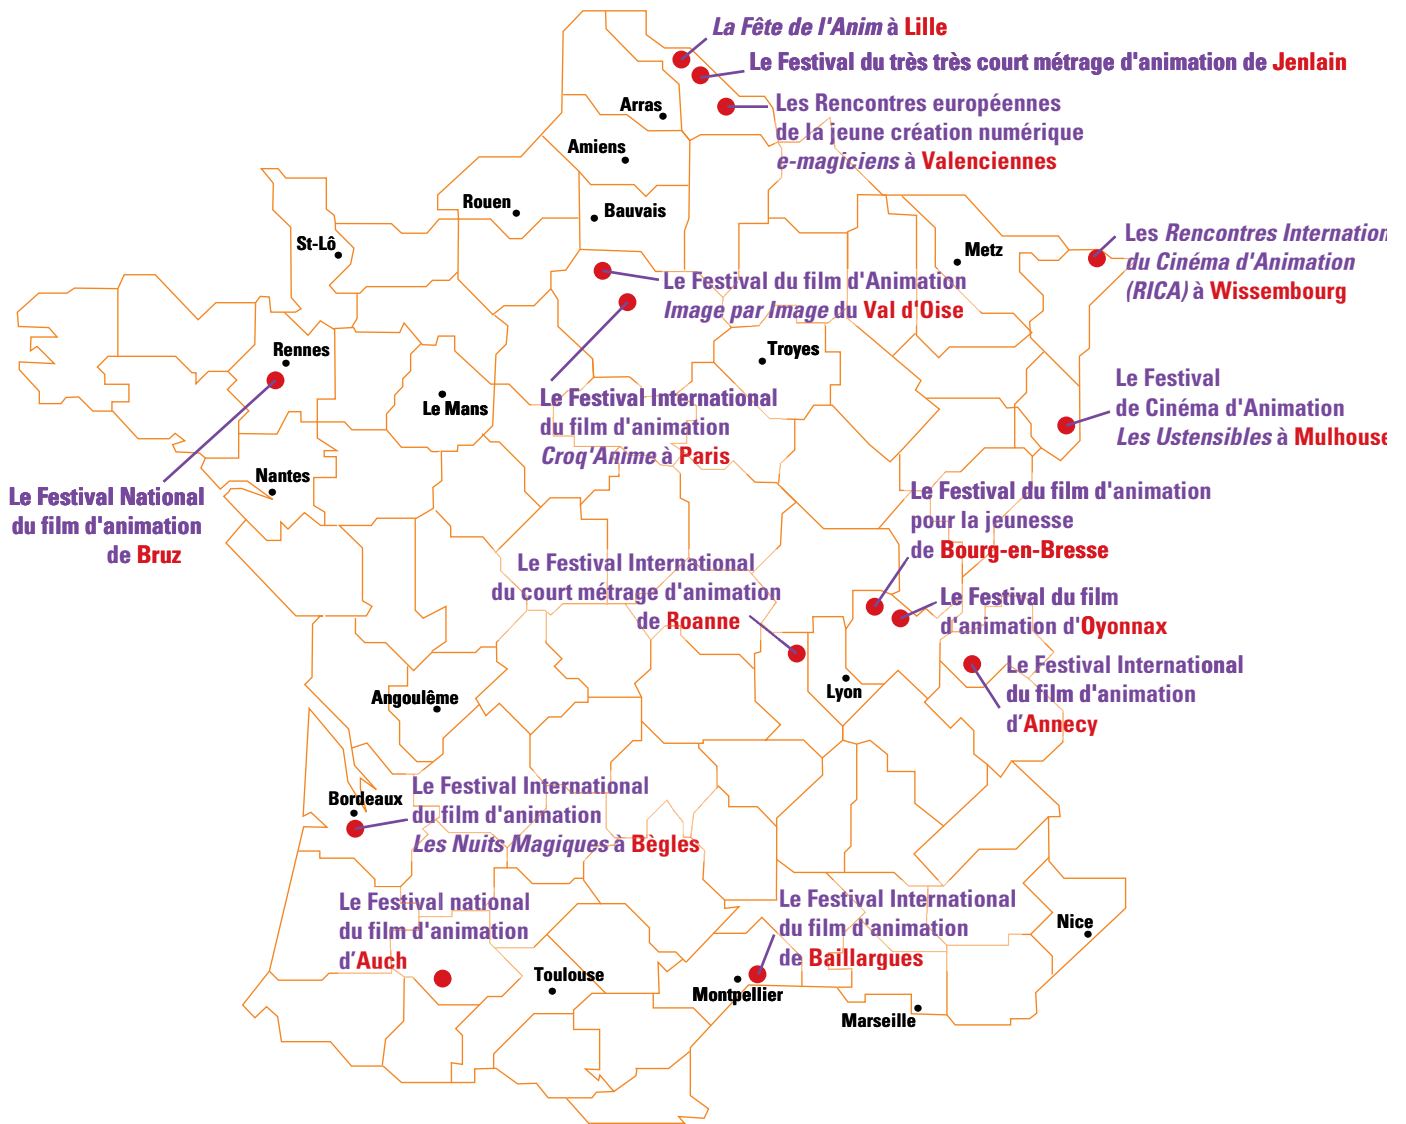 La Fête de l'Anim à Lille
Le Festival du très très court métrage d'animation de Jenlain
Les Rencontres européennes
de la jeune création numérique
e-magiciens à Valenciennes
Arras
Amiens
Rouen
Bauvais
St-Lô
Metz
Les Rencontres Internation
du Cinéma d'Animation
(RICA) à Wissembourg
Le Festival du film d'Animation
Image par Image du Val d'Oise
Rennes
Troyes
Le Mans
Le Festival International
du film d'animation
Croq'Anime à Paris
Le Festival
de Cinéma d'Animation
Les Ustensibles à Mulhouse
Nantes
Le Festival National
du film d'animation
de Bruz
Le Festival du film d'animation
pour la jeunesse
de Bourg-en-Bresse
Le Festival International
du court métrage d'animation
de Roanne
Le Festival du film
d'animation d'Oyonnax
Lyon
Le Festival International
du film d'animation
d'Annecy
Angoulême
Bordeaux
Le Festival International
du film d'animation
Les Nuits Magiques à Bègles
Le Festival national
du film d'animation
d'Auch
Le Festival International
du film d'animation
de Baillargues
Nice
Toulouse
Montpellier
Marseille